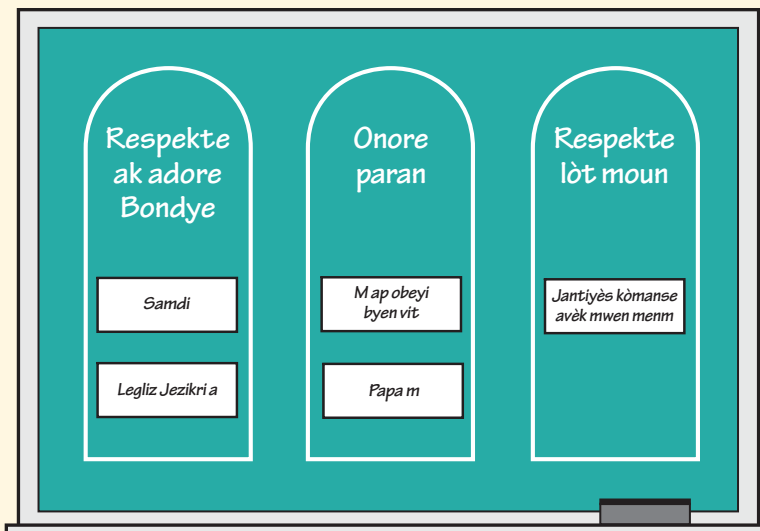 Respekte
ak adore
Bondye
Samdi
Legliz Jezikri a
Onore
paran
M ap obeyi
byen vit
Papa m
Respekte
lòt moun
Jantiyès kòmanse
avèk mwen menm